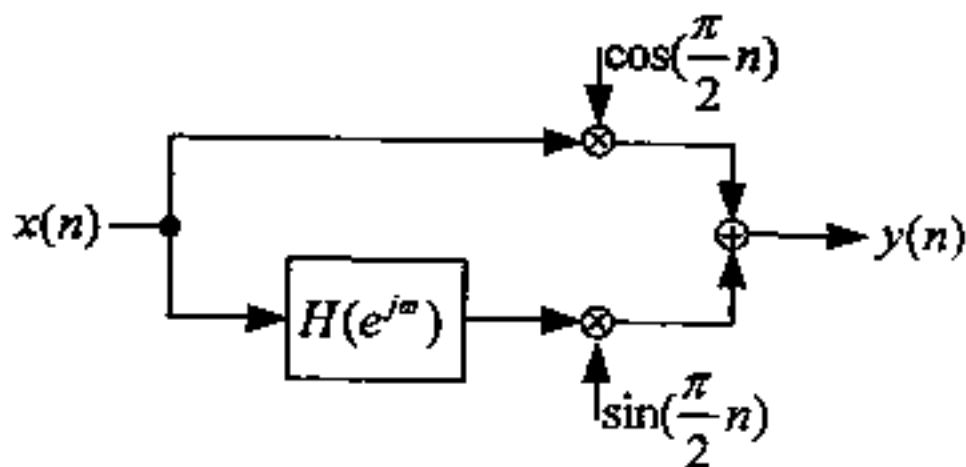 cos(π/2 n)
x(n)
y(n)
H(e^{jω})
sin(π/2 n)